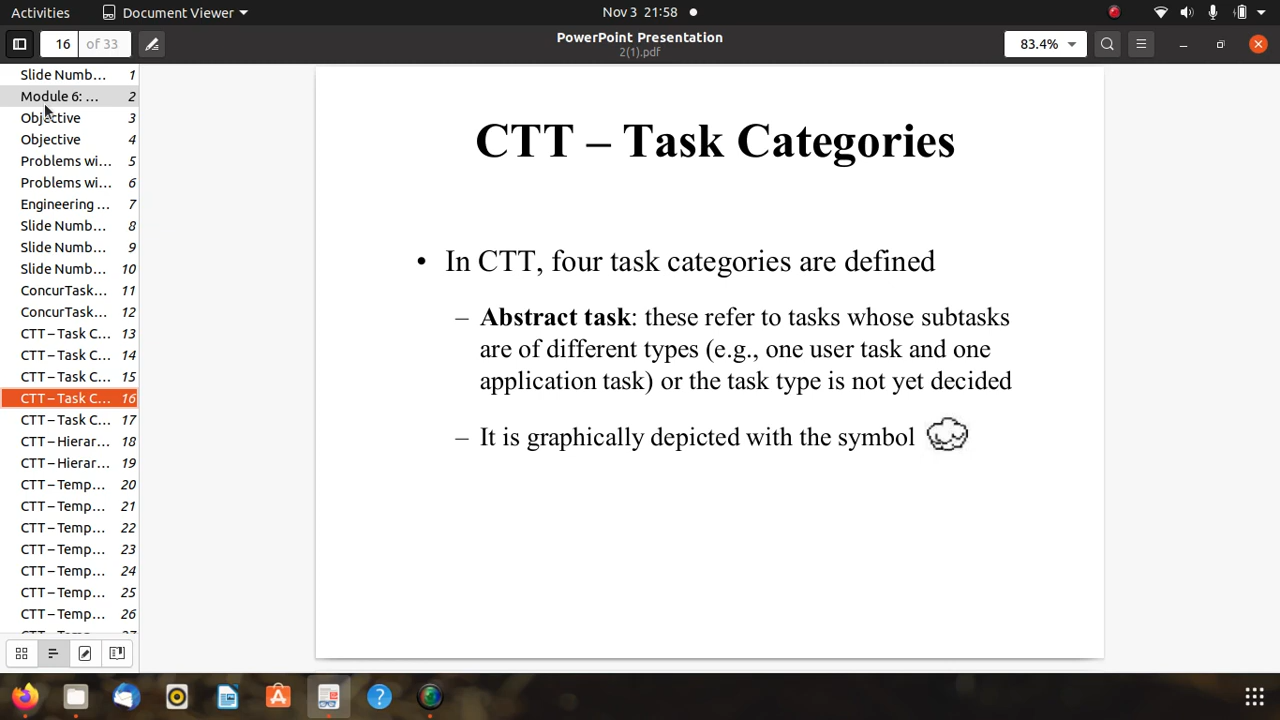 Activities
Document Viewer
Nov 3 21:58
16 of 33
PowerPoint Presentation
2(1).pdf
83.4%
Slide Numb... 1
Module 6: ... 2
Objective 3
Objective 4
Problems wi... 5
Problems wi... 6
Engineering ... 7
Slide Numb... 8
Slide Numb... 9
Slide Numb... 10
ConcurTask... 11
ConcurTask... 12
CTT – Task C... 13
CTT – Task C... 14
CTT – Task C... 15
CTT – Task C... 16
CTT – Task C... 17
CTT – Hierar... 18
CTT – Hierar... 19
CTT – Temp... 20
CTT – Temp... 21
CTT – Temp... 22
CTT – Temp... 23
CTT – Temp... 24
CTT – Temp... 25
CTT – Temp... 26
CTT – Task Categories
• In CTT, four task categories are defined
– Abstract task: these refer to tasks whose subtasks
are of different types (e.g., one user task and one
application task) or the task type is not yet decided
– It is graphically depicted with the symbol